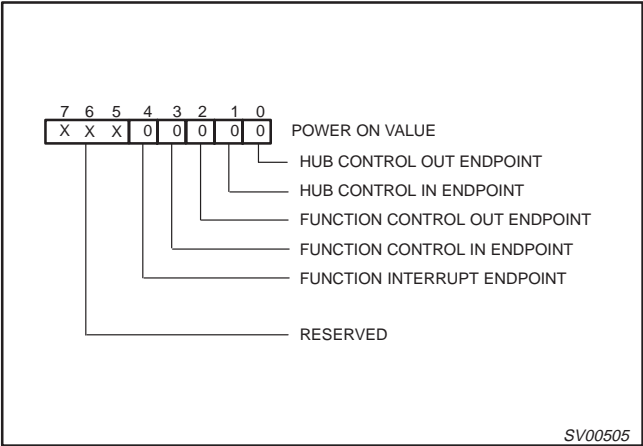 7 6 5 4 3 2 1 0
X X X 0 0 0 0 0 POWER ON VALUE
HUB CONTROL OUT ENDPOINT
HUB CONTROL IN ENDPOINT
FUNCTION CONTROL OUT ENDPOINT
FUNCTION CONTROL IN ENDPOINT
FUNCTION INTERRUPT ENDPOINT
RESERVED
SV00505